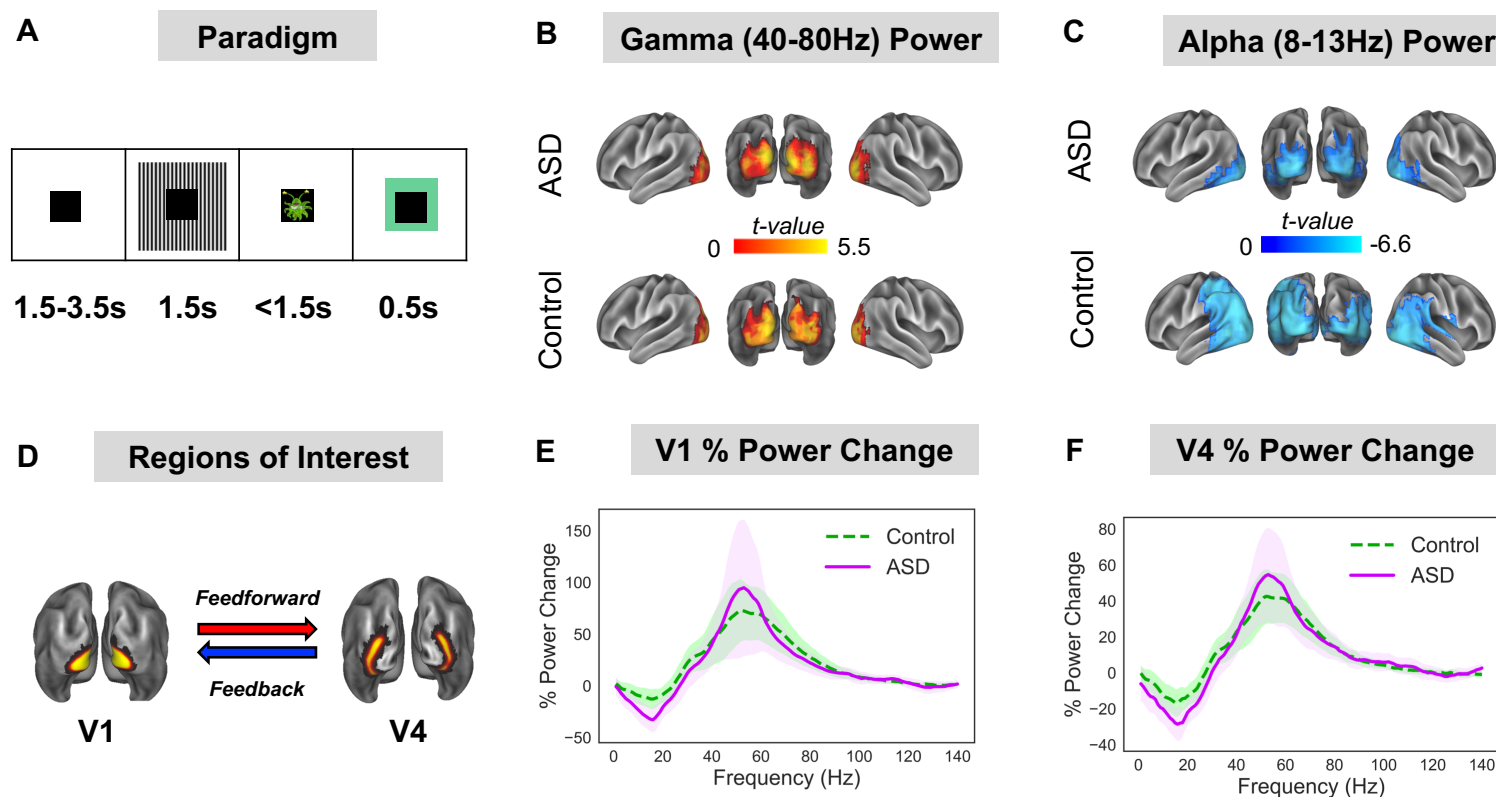 A
Paradigm
1.5-3.5s 1.5s <1.5s 0.5s
B
Gamma (40-80Hz) Power
ASD
t-value
0 5.5
Control
C
Alpha (8-13Hz) Power
ASD
t-value
0 -6.6
Control
D
Regions of Interest
Feedforward
Feedback
V1 V4
E
V1 % Power Change
% Power Change
150
100
50
0
−50
Control
ASD
0 20 40 60 80 100 120 140
Frequency (Hz)
F
V4 % Power Change
% Power Change
80
60
40
20
0
−20
−40
Control
ASD
0 20 40 60 80 100 120 140
Frequency (Hz)